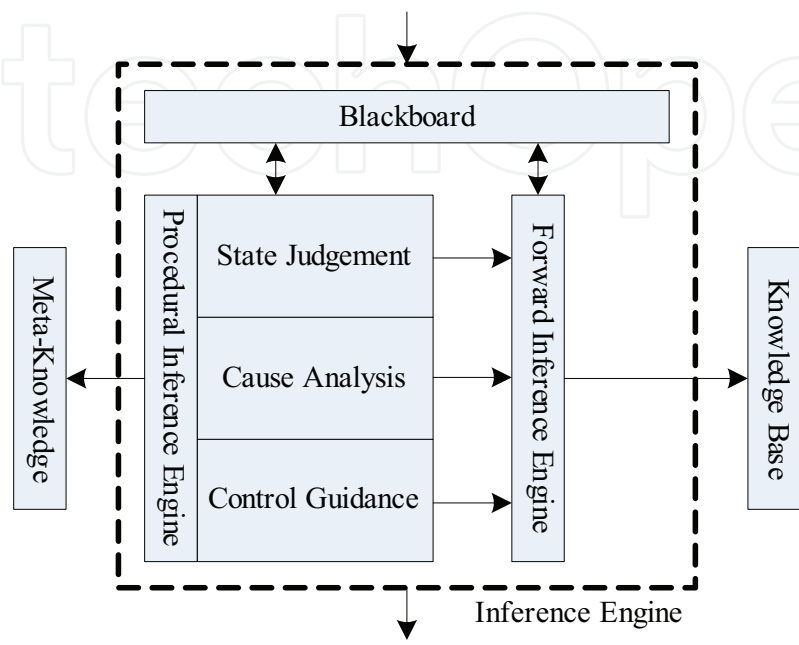 techOpe
Blackboard
Procedural Inference Engine
State Judgement
Cause Analysis
Control Guidance
Forward Inference Engine
Meta-Knowledge
Knowledge Base
Inference Engine